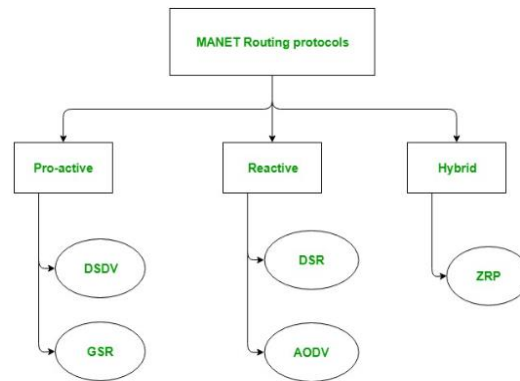 MANET Routing protocols
Pro-active
Reactive
Hybrid
DSDV
DSR
ZRP
GSR
AODV